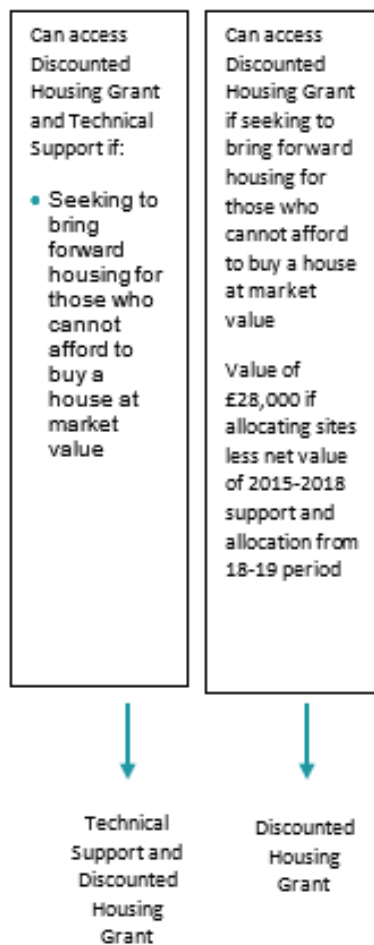 Can access
Discounted
Housing Grant
and Technical
Support if:
• Seeking to
bring
forward
housing for
those who
cannot
afford to
buy a
house at
market
value
Can access
Discounted
Housing Grant
if seeking to
bring forward
housing for
those who
cannot afford
to buy a house
at market
value
Value of
£28,000 if
allocating sites
less net value
of 2015-2018
support and
allocation from
18-19 period
Technical
Support and
Discounted
Housing
Grant
Discounted
Housing
Grant